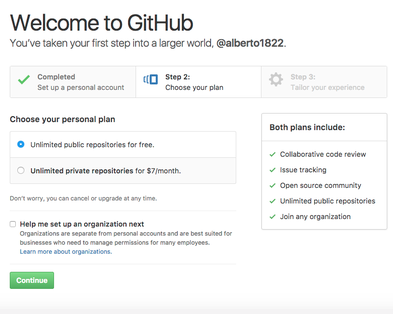 Welcome to GitHub
You've taken your first step into a larger world, @alberto1822.
Completed
Set up a personal account
Step 2:
Choose your plan
Step 3:
Tailor your experience
Choose your personal plan
Unlimited public repositories for free.
Unlimited private repositories for $7/month.
Don't worry, you can cancel or upgrade at any time.
Help me set up an organization next
Organizations are separate from personal accounts and are best suited for
businesses who need to manage permissions for many employees.
Learn more about organizations.
Continue
Both plans include:
Collaborative code review
Issue tracking
Open source community
Unlimited public repositories
Join any organization